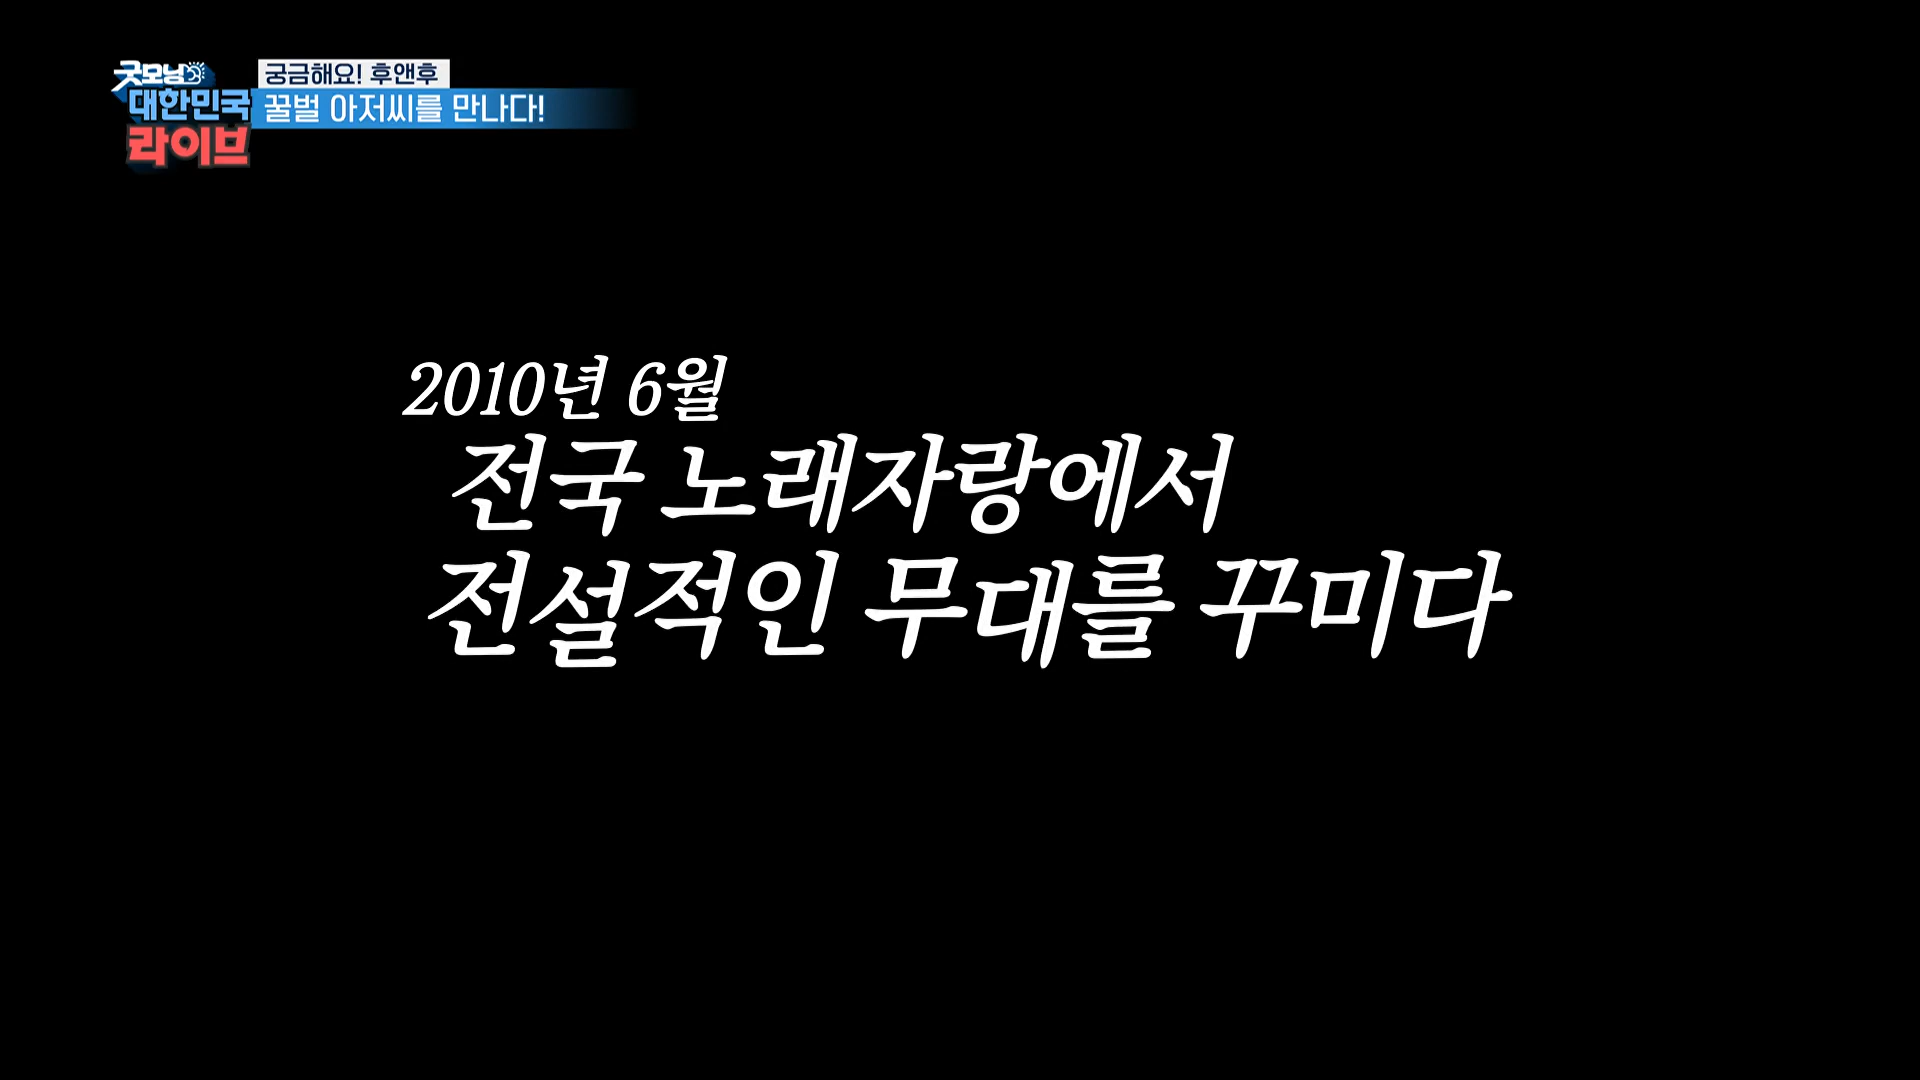 굿모닝
대한민국
라이브
궁금해요! 후앤후
꿀벌 아저씨를 만나다!
2010년 6월
전국 노래자랑에서
전설적인 무대를 꾸미다